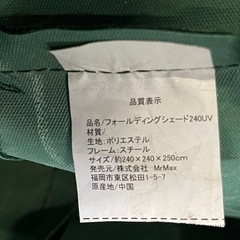 品質表示
品名/フォールディングシェード240UV
材質/
生地:ポリエステル
フレーム:スチール
サイズ/約240×240×250cm
発売元/株式会社 MrMax
福岡市東区松田1-5-7
原産地/中国